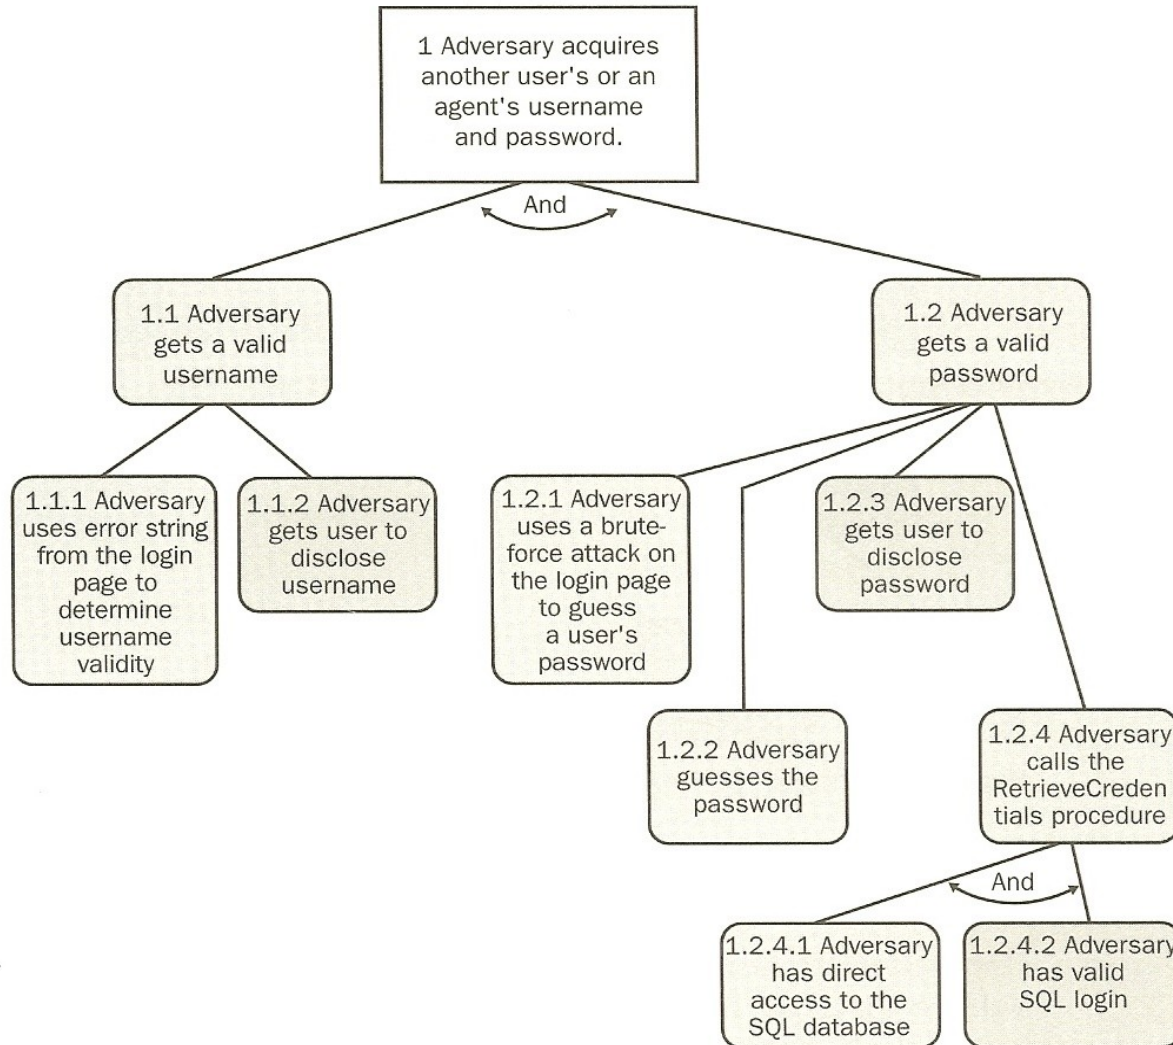 1 Adversary acquires
another user's or an
agent's username
and password.
And
1.1 Adversary
gets a valid
username
1.2 Adversary
gets a valid
password
1.1.1 Adversary
uses error string
from the login
page to
determine
username
validity
1.1.2 Adversary
gets user to
disclose
username
1.2.1 Adversary
uses a brute-
force attack on
the login page
to guess
a user's
password
1.2.3 Adversary
gets user to
disclose
password
1.2.2 Adversary
guesses the
password
1.2.4 Adversary
calls the
RetrieveCreden
tials procedure
And
1.2.4.1 Adversary
has direct
access to the
SQL database
1.2.4.2 Adversary
has valid
SQL login